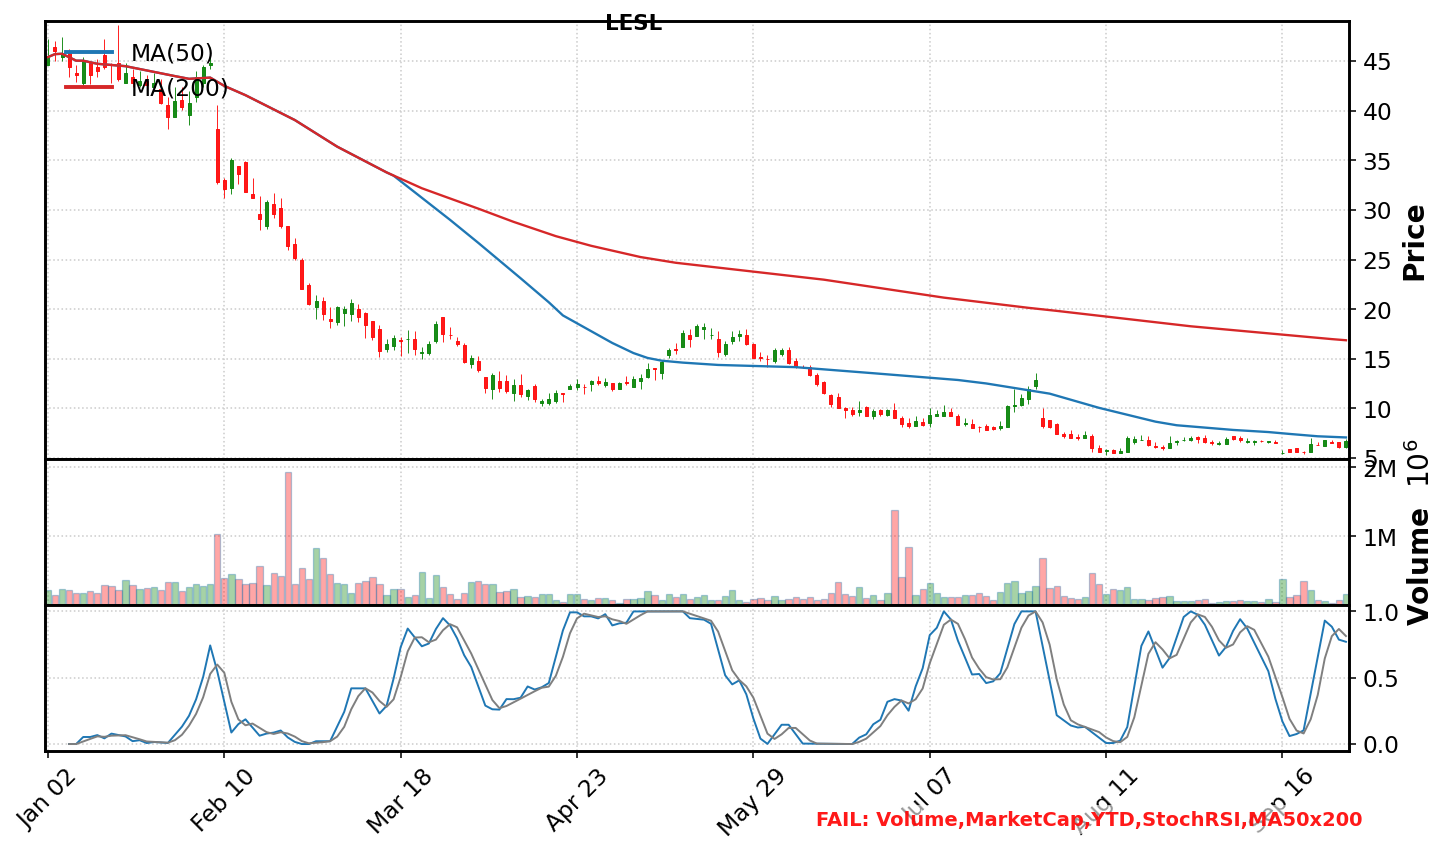 LESL
MA(50)
MA(200)
45
40
35
30
25
20
15
10
5
Price
2M
1M
Volume 10^6
1.0
0.5
0.0
Jan 02
Feb 10
Mar 18
Apr 23
May 29
Jul 07
Aug 11
Sep 16
FAIL: Volume,MarketCap,YTD,StochRSI,MA50x200